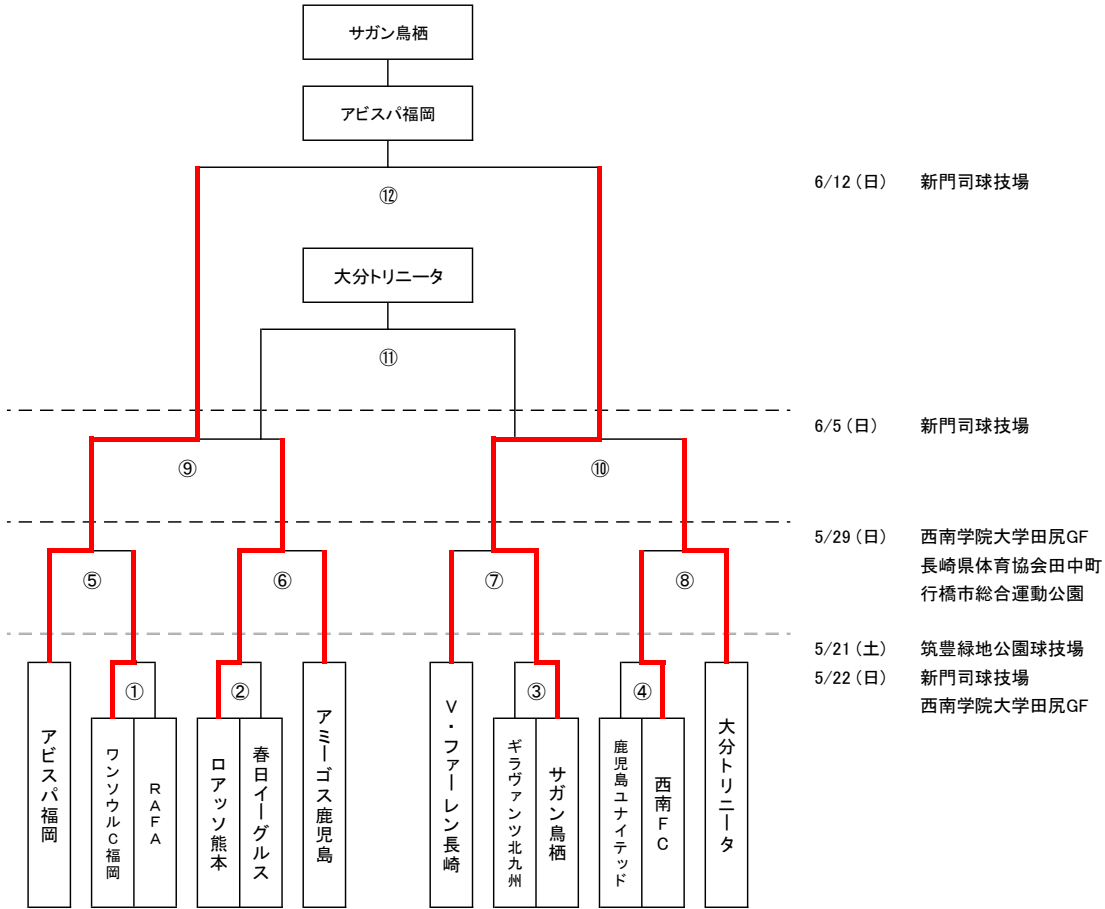 サガン鳥栖
アビスパ福岡
⑫
6/12(日) 新門司球技場
大分トリニータ
⑪
6/5(日) 新門司球技場
⑨
⑩
5/29(日) 西南学院大学田尻GF
長崎県体育協会田中町
行橋市総合運動公園
⑤
⑥
⑦
⑧
5/21(土) 筑豊緑地公園球技場
5/22(日) 新門司球技場
西南学院大学田尻GF
①
②
③
④
アビスパ福岡
ワンソウルC福岡
RAFA
ロアッソ熊本
春日イーグルス
アミーゴス鹿児島
V・ファーレン長崎
ギラヴァンツ北九州
サガン鳥栖
鹿児島ユナイテッド
西南FC
大分トリニータ